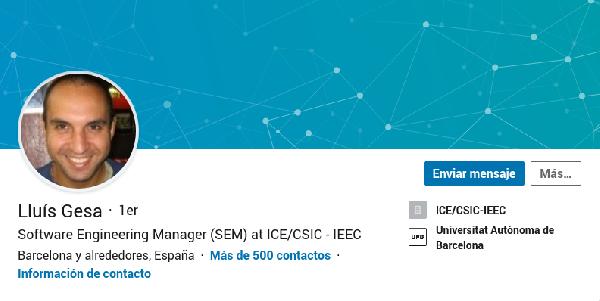 Enviar mensaje
Más...
Lluís Gesa · 1er
Software Engineering Manager (SEM) at ICE/CSIC - IEEC
Barcelona y alrededores, España · Más de 500 contactos ·
Información de contacto
ICE/CSIC-IEEC
UAB
Universitat Autònoma de
Barcelona